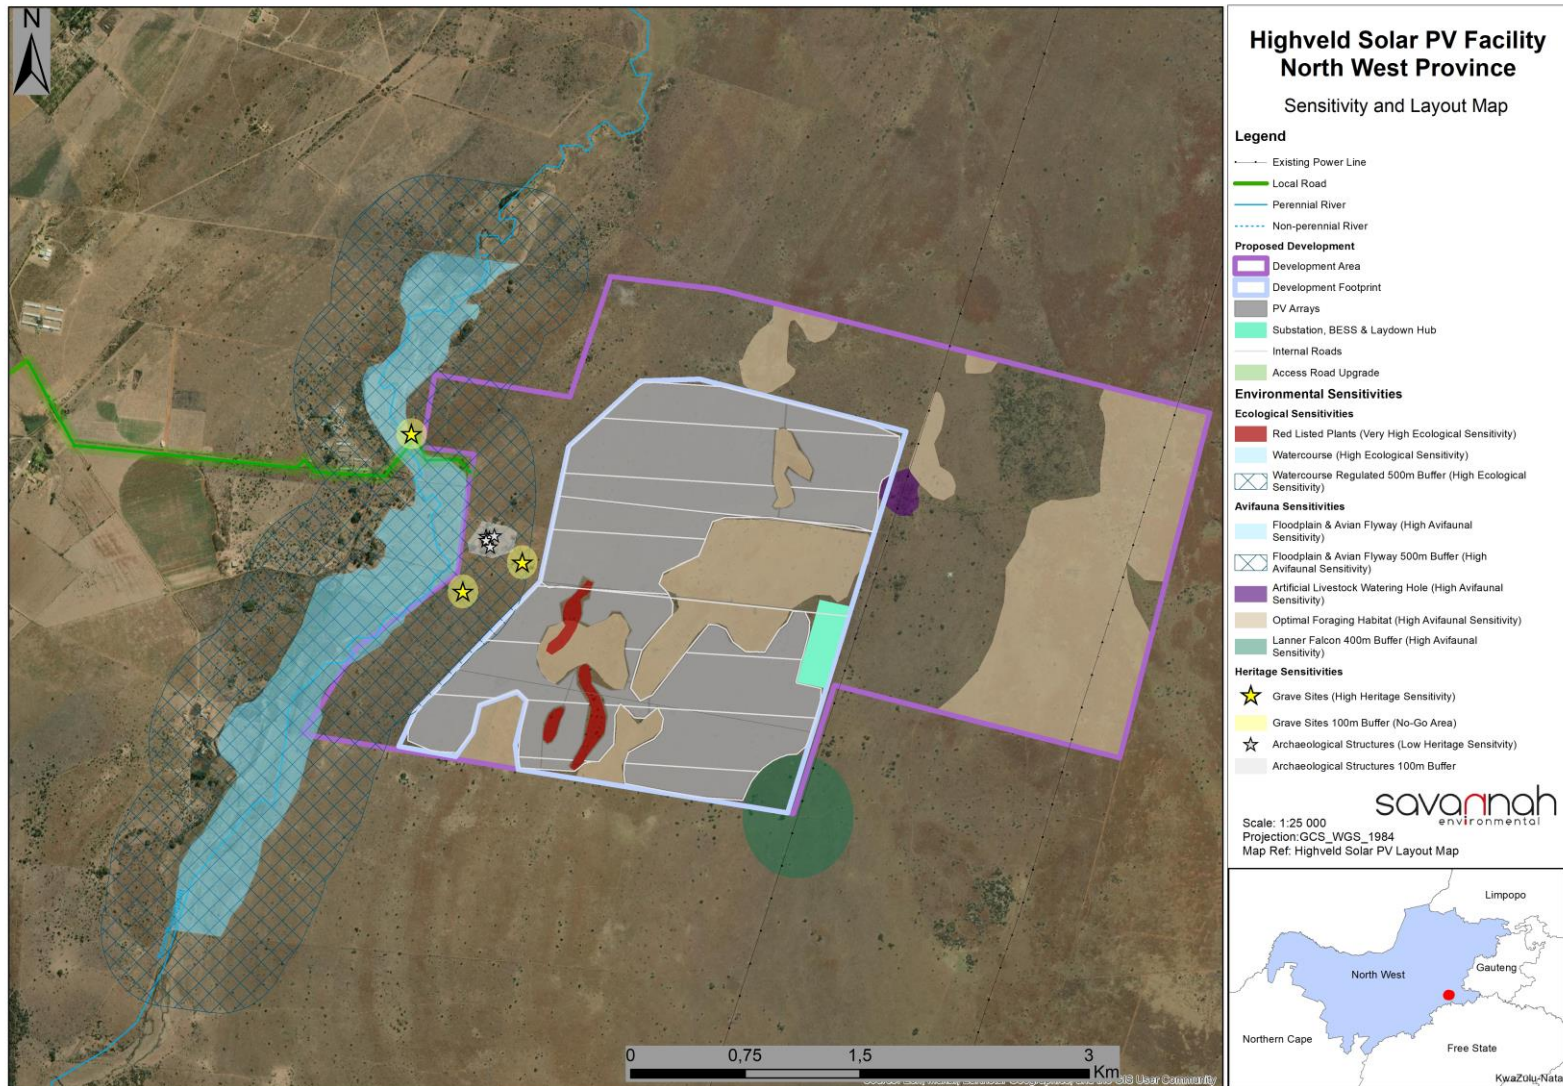 N
Highveld Solar PV Facility
North West Province
Sensitivity and Layout Map
Legend
Existing Power Line
Local Road
Perennial River
Non-perennial River
Proposed Development
Development Area
Development Footprint
PV Arrays
Substation, BESS & Laydown Hub
Internal Roads
Access Road Upgrade
Environmental Sensitivities
Ecological Sensitivities
Red Listed Plants (Very High Ecological Sensitivity)
Watercourse (High Ecological Sensitivity)
Watercourse Regulated 500m Buffer (High Ecological
Sensitivity)
Avifauna Sensitivities
Floodplain & Avian Flyway (High Avifaunal
Sensitivity)
Floodplain & Avian Flyway 500m Buffer (High
Avifaunal Sensitivity)
Artificial Livestock Watering Hole (High Avifaunal
Sensitivity)
Optimal Foraging Habitat (High Avifaunal Sensitivity)
Lanner Falcon 400m Buffer (High Avifaunal
Sensitivity)
Heritage Sensitivities
Grave Sites (High Heritage Sensitivity)
Grave Sites 100m Buffer (No-Go Area)
Archaeological Structures (Low Heritage Sensitivity)
Archaeological Structures 100m Buffer
savannah
environmental
Scale: 1:25 000
Projection:GCS_WGS_1984
Map Ref: Highveld Solar PV Layout Map
Limpopo
North West
Gauteng
Northern Cape
Free State
KwaZulu-Nata
0 0,75 1,5 3
Km
GIS User Community